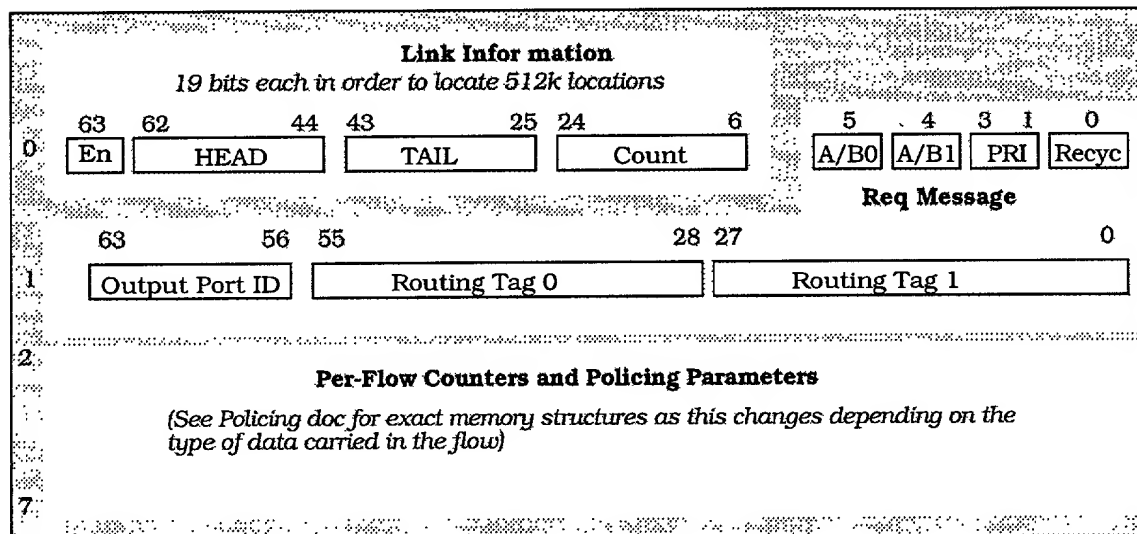 Link Infor mation
19 bits each in order to locate 512k locations
63 62 44 43 25 24 6 5 4 3 1 0
0 En HEAD TAIL Count A/B0 A/B1 PRI Recyc
Req Message
63 56 55 28 27 0
1 Output Port ID Routing Tag 0 Routing Tag 1
2
Per-Flow Counters and Policing Parameters
(See Policing doc for exact memory structures as this changes depending on the
type of data carried in the flow)
7